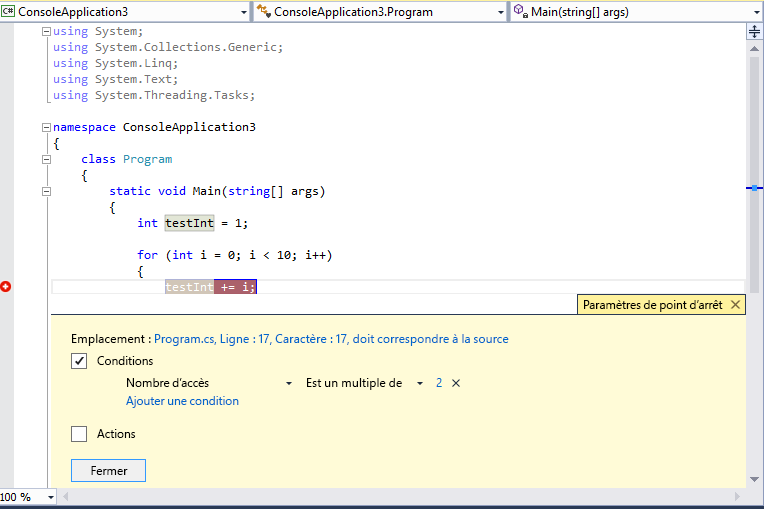 C# ConsoleApplication3 ConsoleApplication3.Program Main(string[] args)
using System;
using System.Collections.Generic;
using System.Linq;
using System.Text;
using System.Threading.Tasks;
namespace ConsoleApplication3
{
class Program
{
static void Main(string[] args)
{
int testInt = 1;
for (int i = 0; i < 10; i++)
{
testInt += i;
Paramètres de point d'arrêt
Emplacement : Program.cs, Ligne : 17, Caractère : 17, doit correspondre à la source
Conditions
Nombre d'accès Est un multiple de 2
Ajouter une condition
Actions
Fermer
100 %